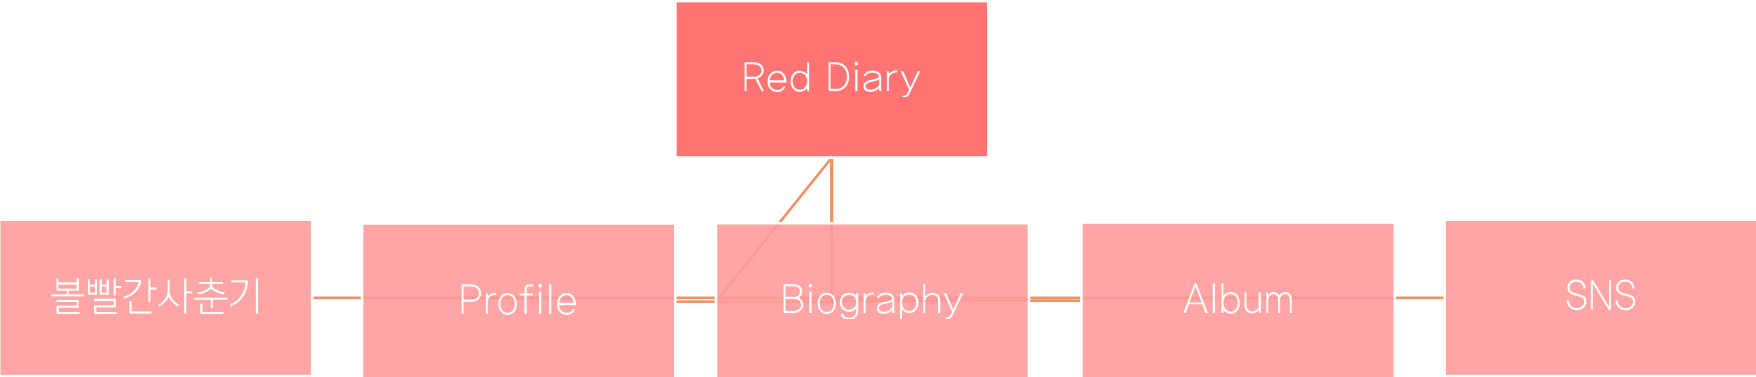 Red Diary
볼빨간사춘기
Profile
Biography
Album
SNS